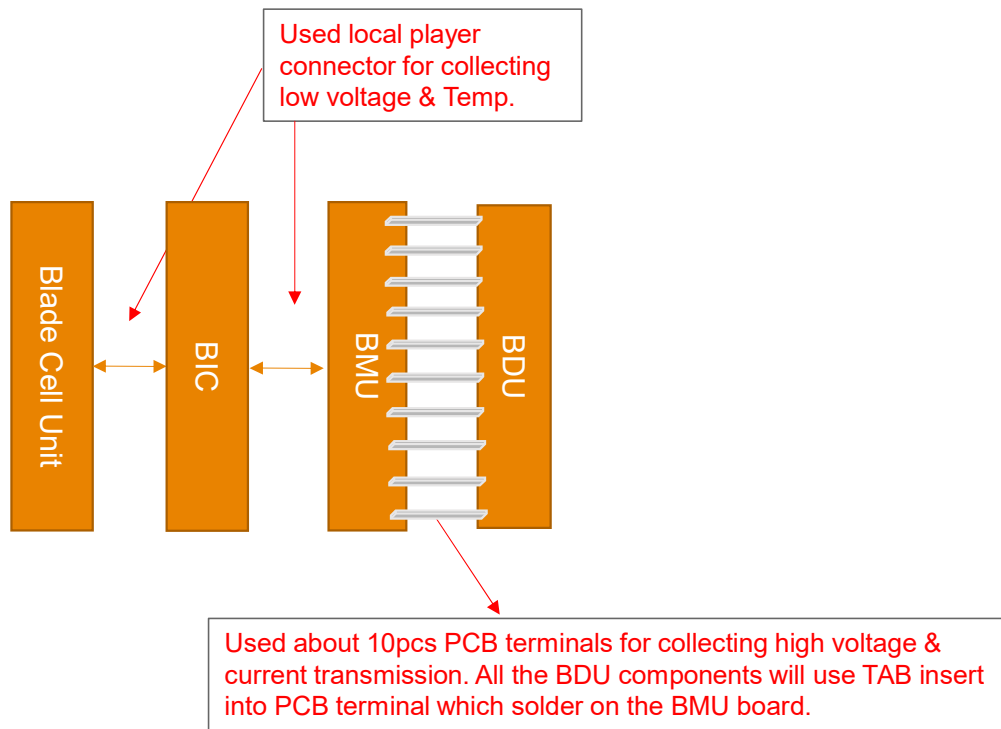 Used local player
connector for collecting
low voltage & Temp.
Blade Cell Unit
BIC
BMU
BDU
Used about 10pcs PCB terminals for collecting high voltage &
current transmission. All the BDU components will use TAB insert
into PCB terminal which solder on the BMU board.